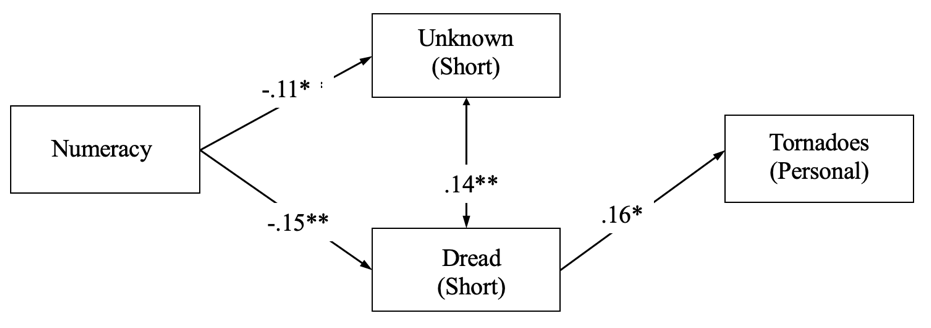 Unknown
(Short)
-.11*
Numeracy
Tornadoes
(Personal)
.14**
-.15**
.16*
Dread
(Short)